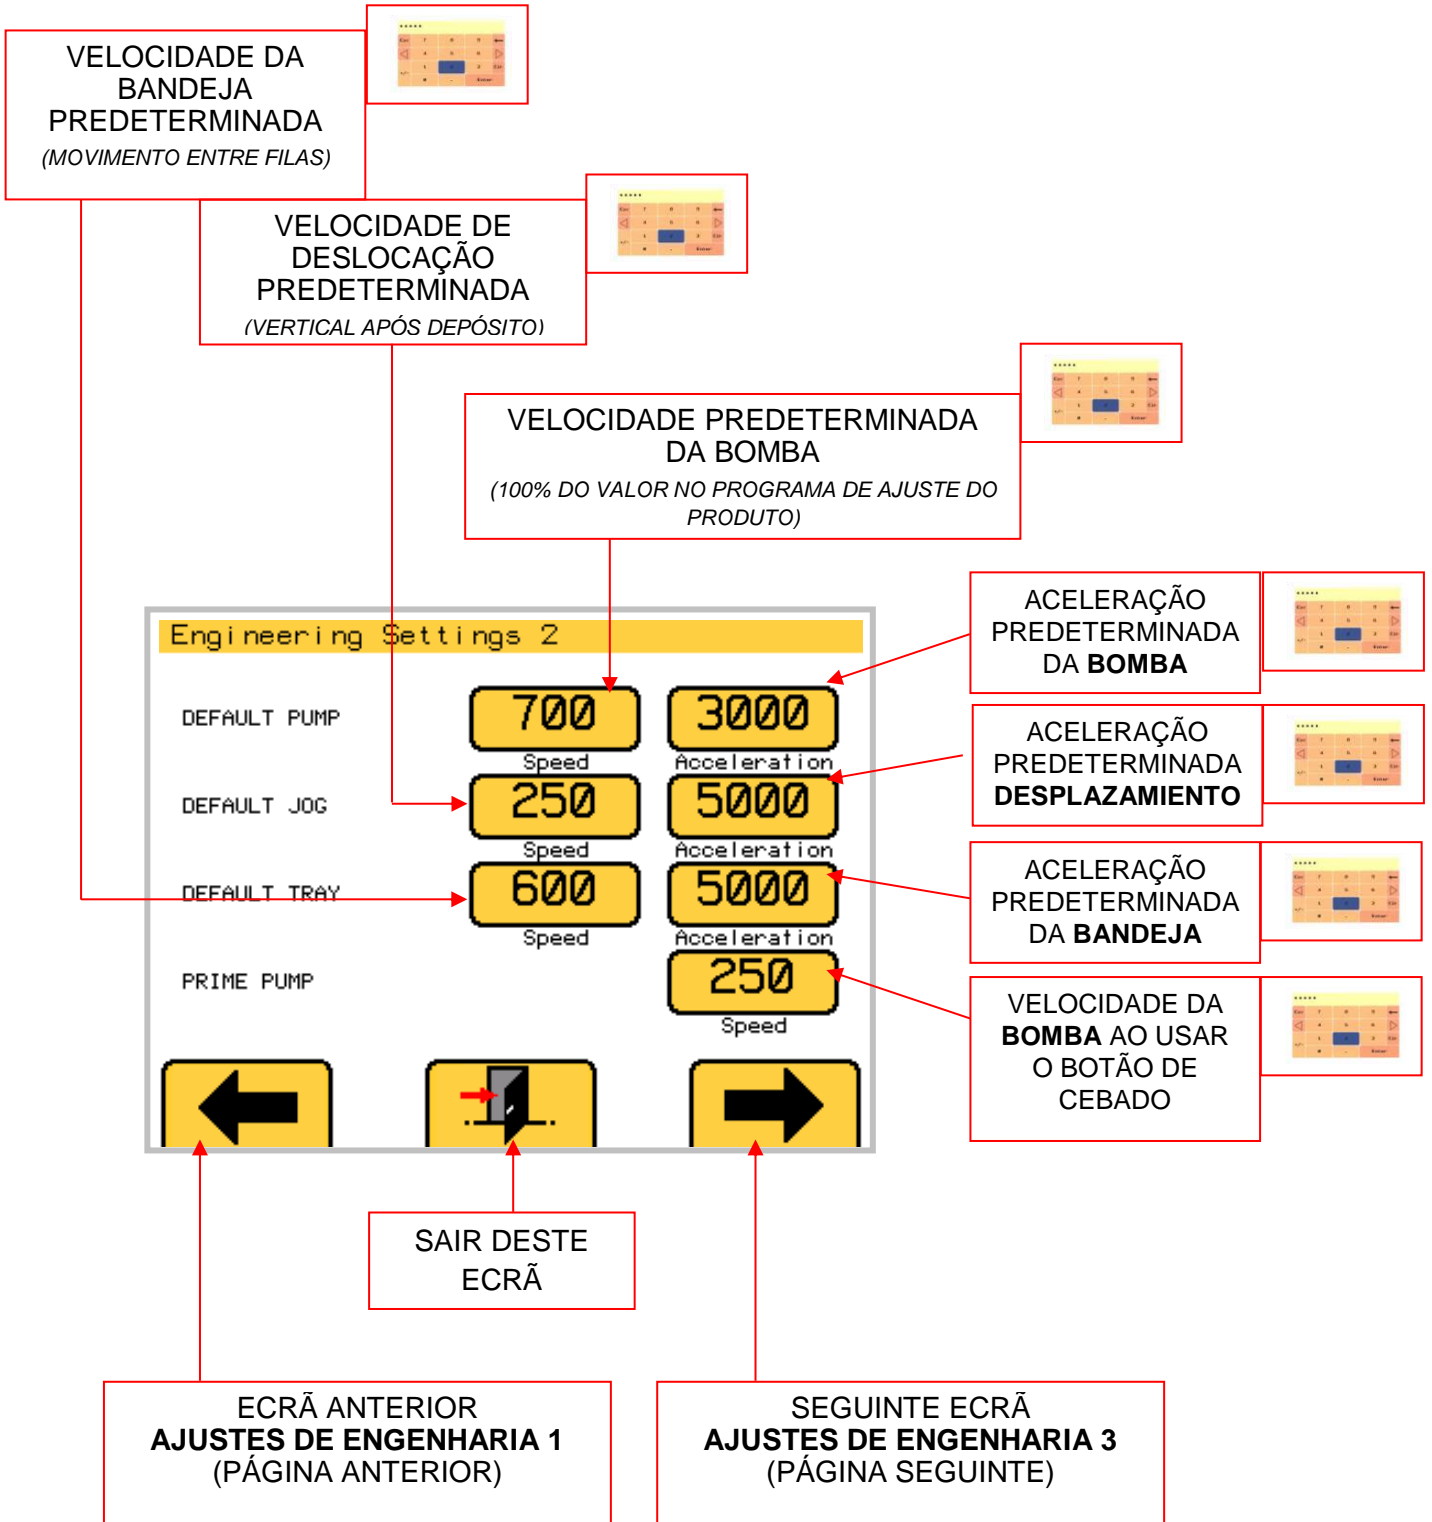 VELOCIDADE DA
BANDEJA
PREDETERMINADA
(MOVIMENTO ENTRE FILAS)
VELOCIDADE DE
DESLOCAÇÃO
PREDETERMINADA
(VERTICAL APÓS DEPÓSITO)
VELOCIDADE PREDETERMINADA
DA BOMBA
(100% DO VALOR NO PROGRAMA DE AJUSTE DO
PRODUTO)
ACELERAÇÃO
PREDETERMINADA
DA BOMBA
ACELERAÇÃO
PREDETERMINADA
DESPLAZAMIENTO
ACELERAÇÃO
PREDETERMINADA
DA BANDEJA
VELOCIDADE DA
BOMBA AO USAR
O BOTÃO DE
CEBADO
Engineering Settings 2
DEFAULT PUMP 700 3000
Speed Acceleration
DEFAULT JOG 250 5000
Speed Acceleration
DEFAULT TRAY 600 5000
Speed Acceleration
PRIME PUMP 250
Speed
SAIR DESTE
ECRÃ
ECRÃ ANTERIOR
AJUSTES DE ENGENHARIA 1
(PÁGINA ANTERIOR)
SEGUINTE ECRÃ
AJUSTES DE ENGENHARIA 3
(PÁGINA SEGUINTE)